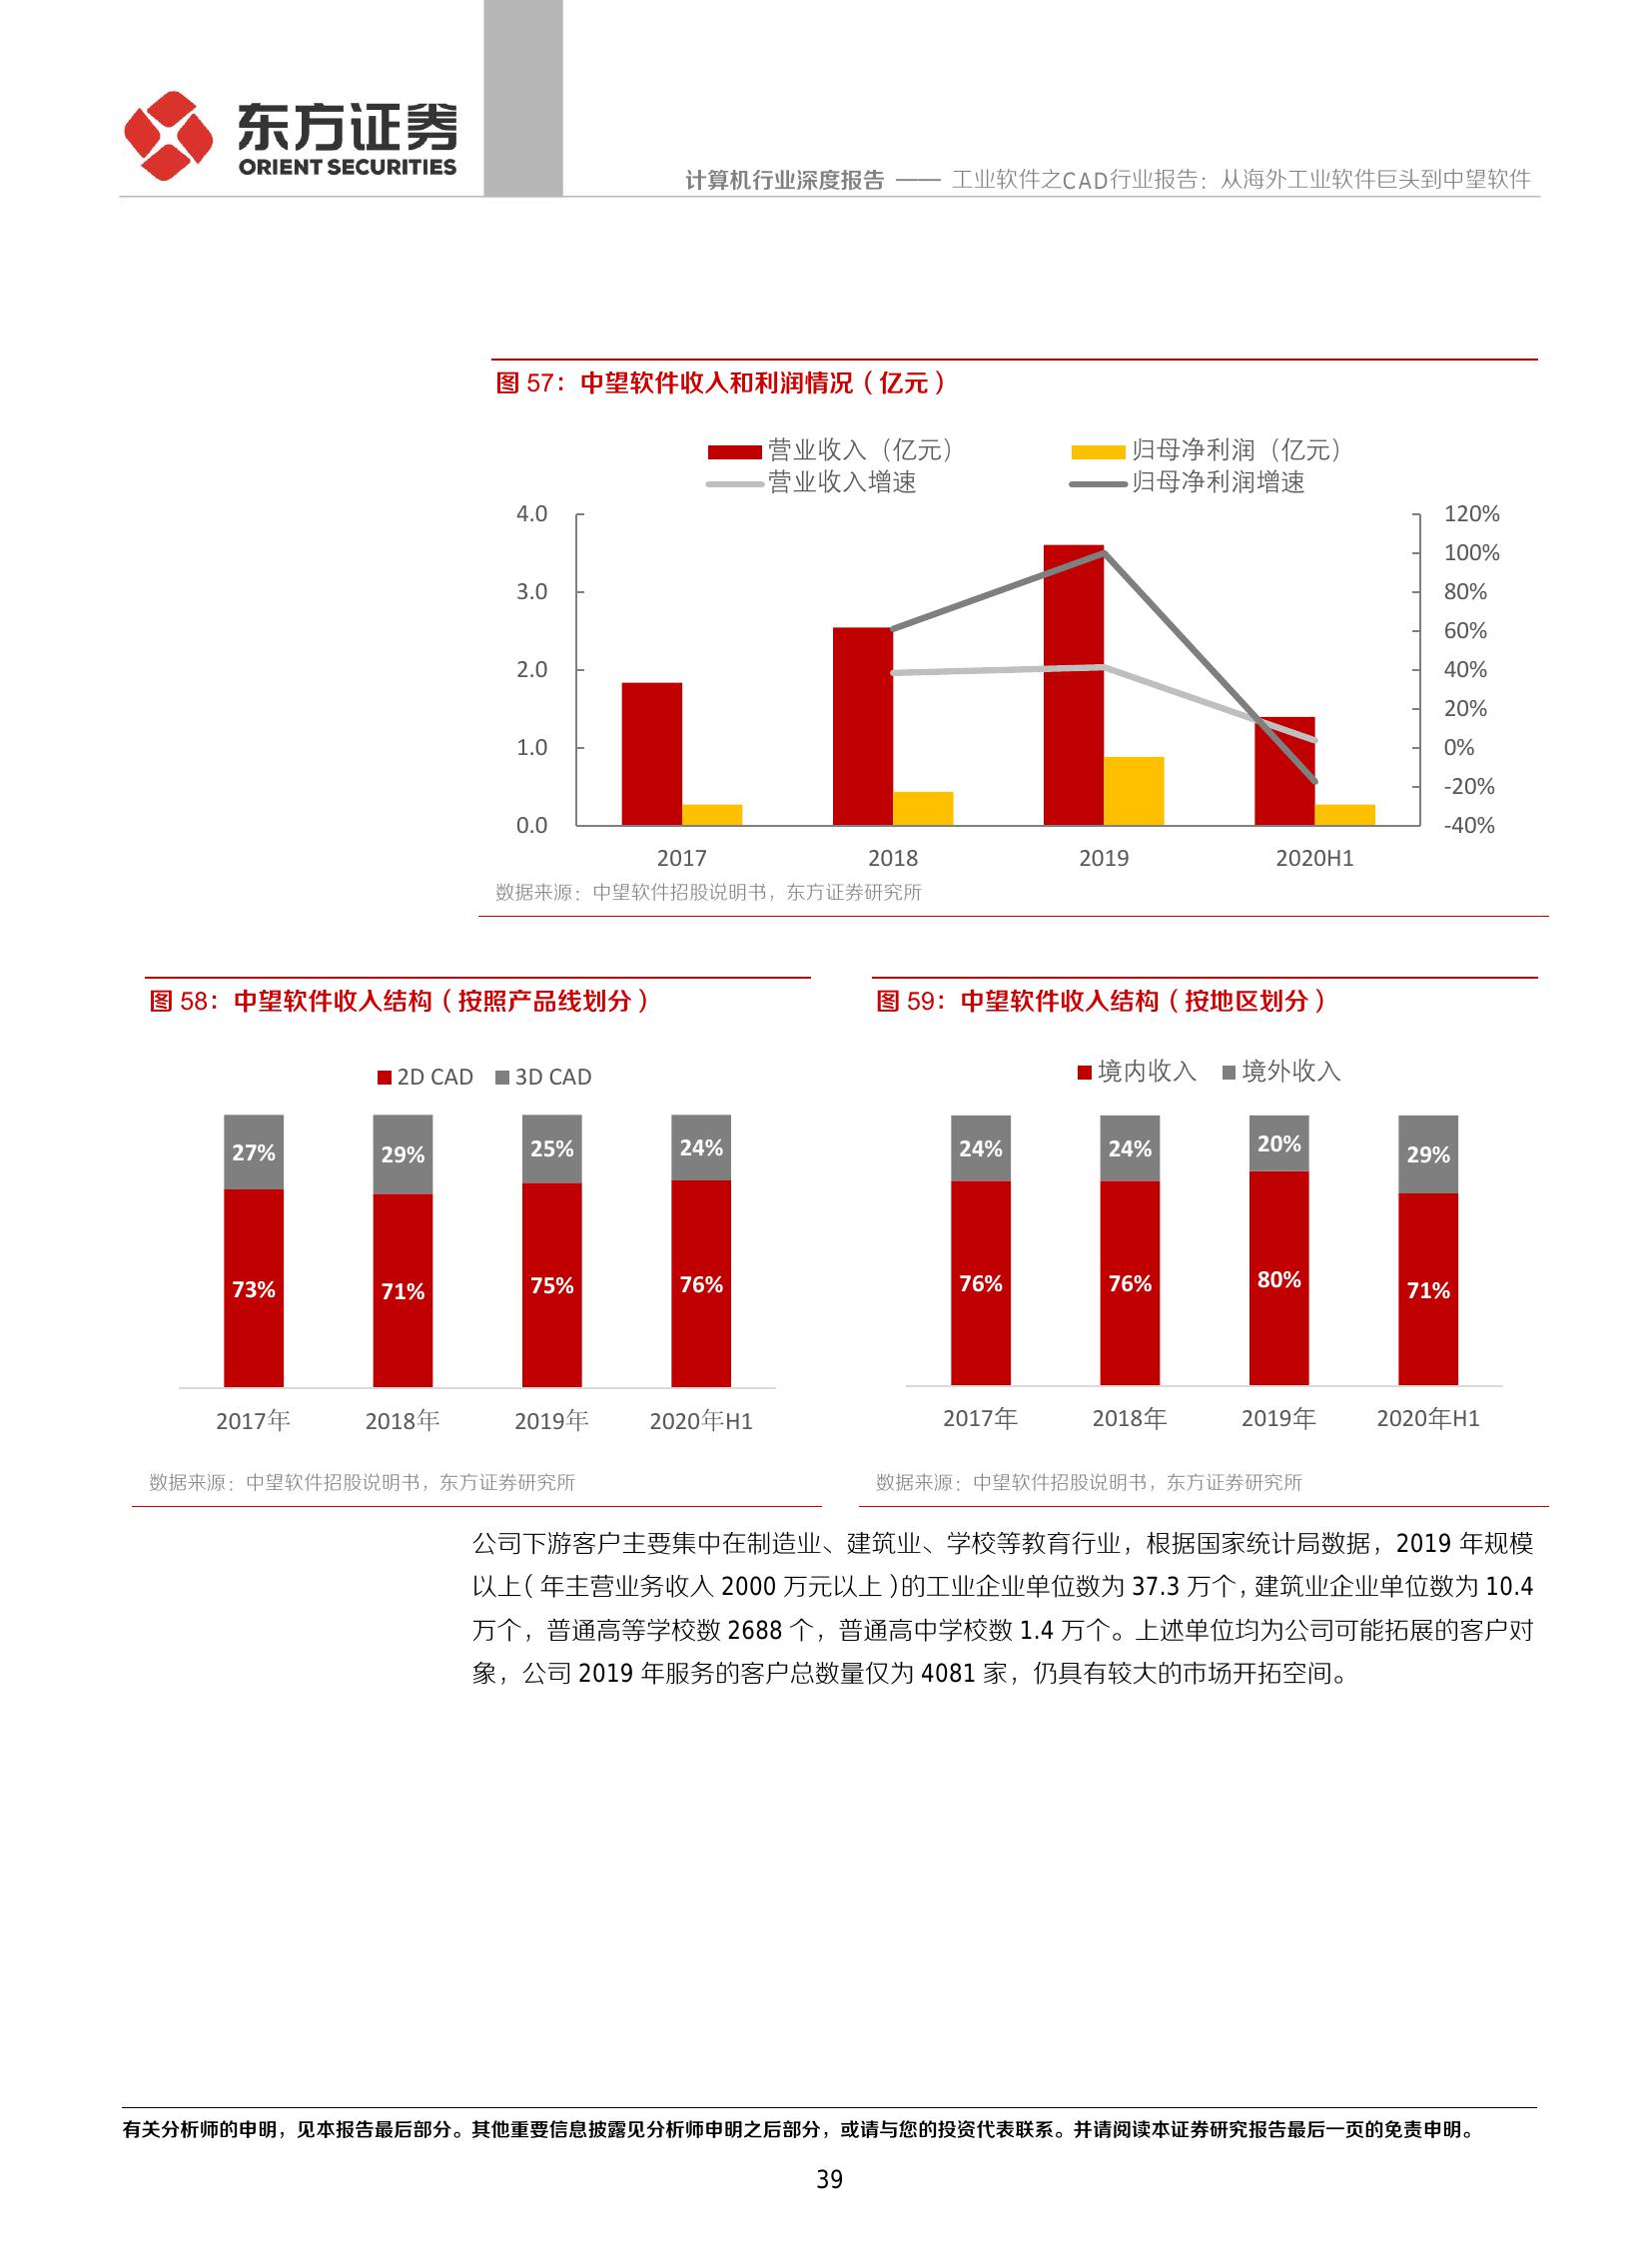 东方证券
ORIENT SECURITIES
计算机行业深度报告 —— 工业软件之CAD行业报告：从海外工业软件巨头到中望软件
图 57：中望软件收入和利润情况（亿元）
营业收入（亿元） 归母净利润（亿元）
营业收入增速 归母净利润增速
4.0 120%
100%
3.0 80%
60%
2.0 40%
20%
1.0 0%
-20%
0.0 -40%
2017 2018 2019 2020H1
数据来源：中望软件招股说明书，东方证券研究所
图 58：中望软件收入结构（按照产品线划分）
2D CAD 3D CAD
27% 29% 25% 24%
73% 71% 75% 76%
2017年 2018年 2019年 2020年H1
数据来源：中望软件招股说明书，东方证券研究所
图 59：中望软件收入结构（按地区划分）
境内收入 境外收入
24% 24% 20% 29%
76% 76% 80% 71%
2017年 2018年 2019年 2020年H1
数据来源：中望软件招股说明书，东方证券研究所
公司下游客户主要集中在制造业、建筑业、学校等教育行业，根据国家统计局数据，2019 年规模
以上（年主营业务收入 2000 万元以上）的工业企业单位数为 37.3 万个，建筑业企业单位数为 10.4
万个，普通高等学校数 2688 个，普通高中学校数 1.4 万个。上述单位均为公司可能拓展的客户对
象，公司 2019 年服务的客户总数量仅为 4081 家，仍具有较大的市场开拓空间。
有关分析师的申明，见本报告最后部分。其他重要信息披露见分析师申明之后部分，或请与您的投资代表联系。并请阅读本证券研究报告最后一页的免责申明。
39